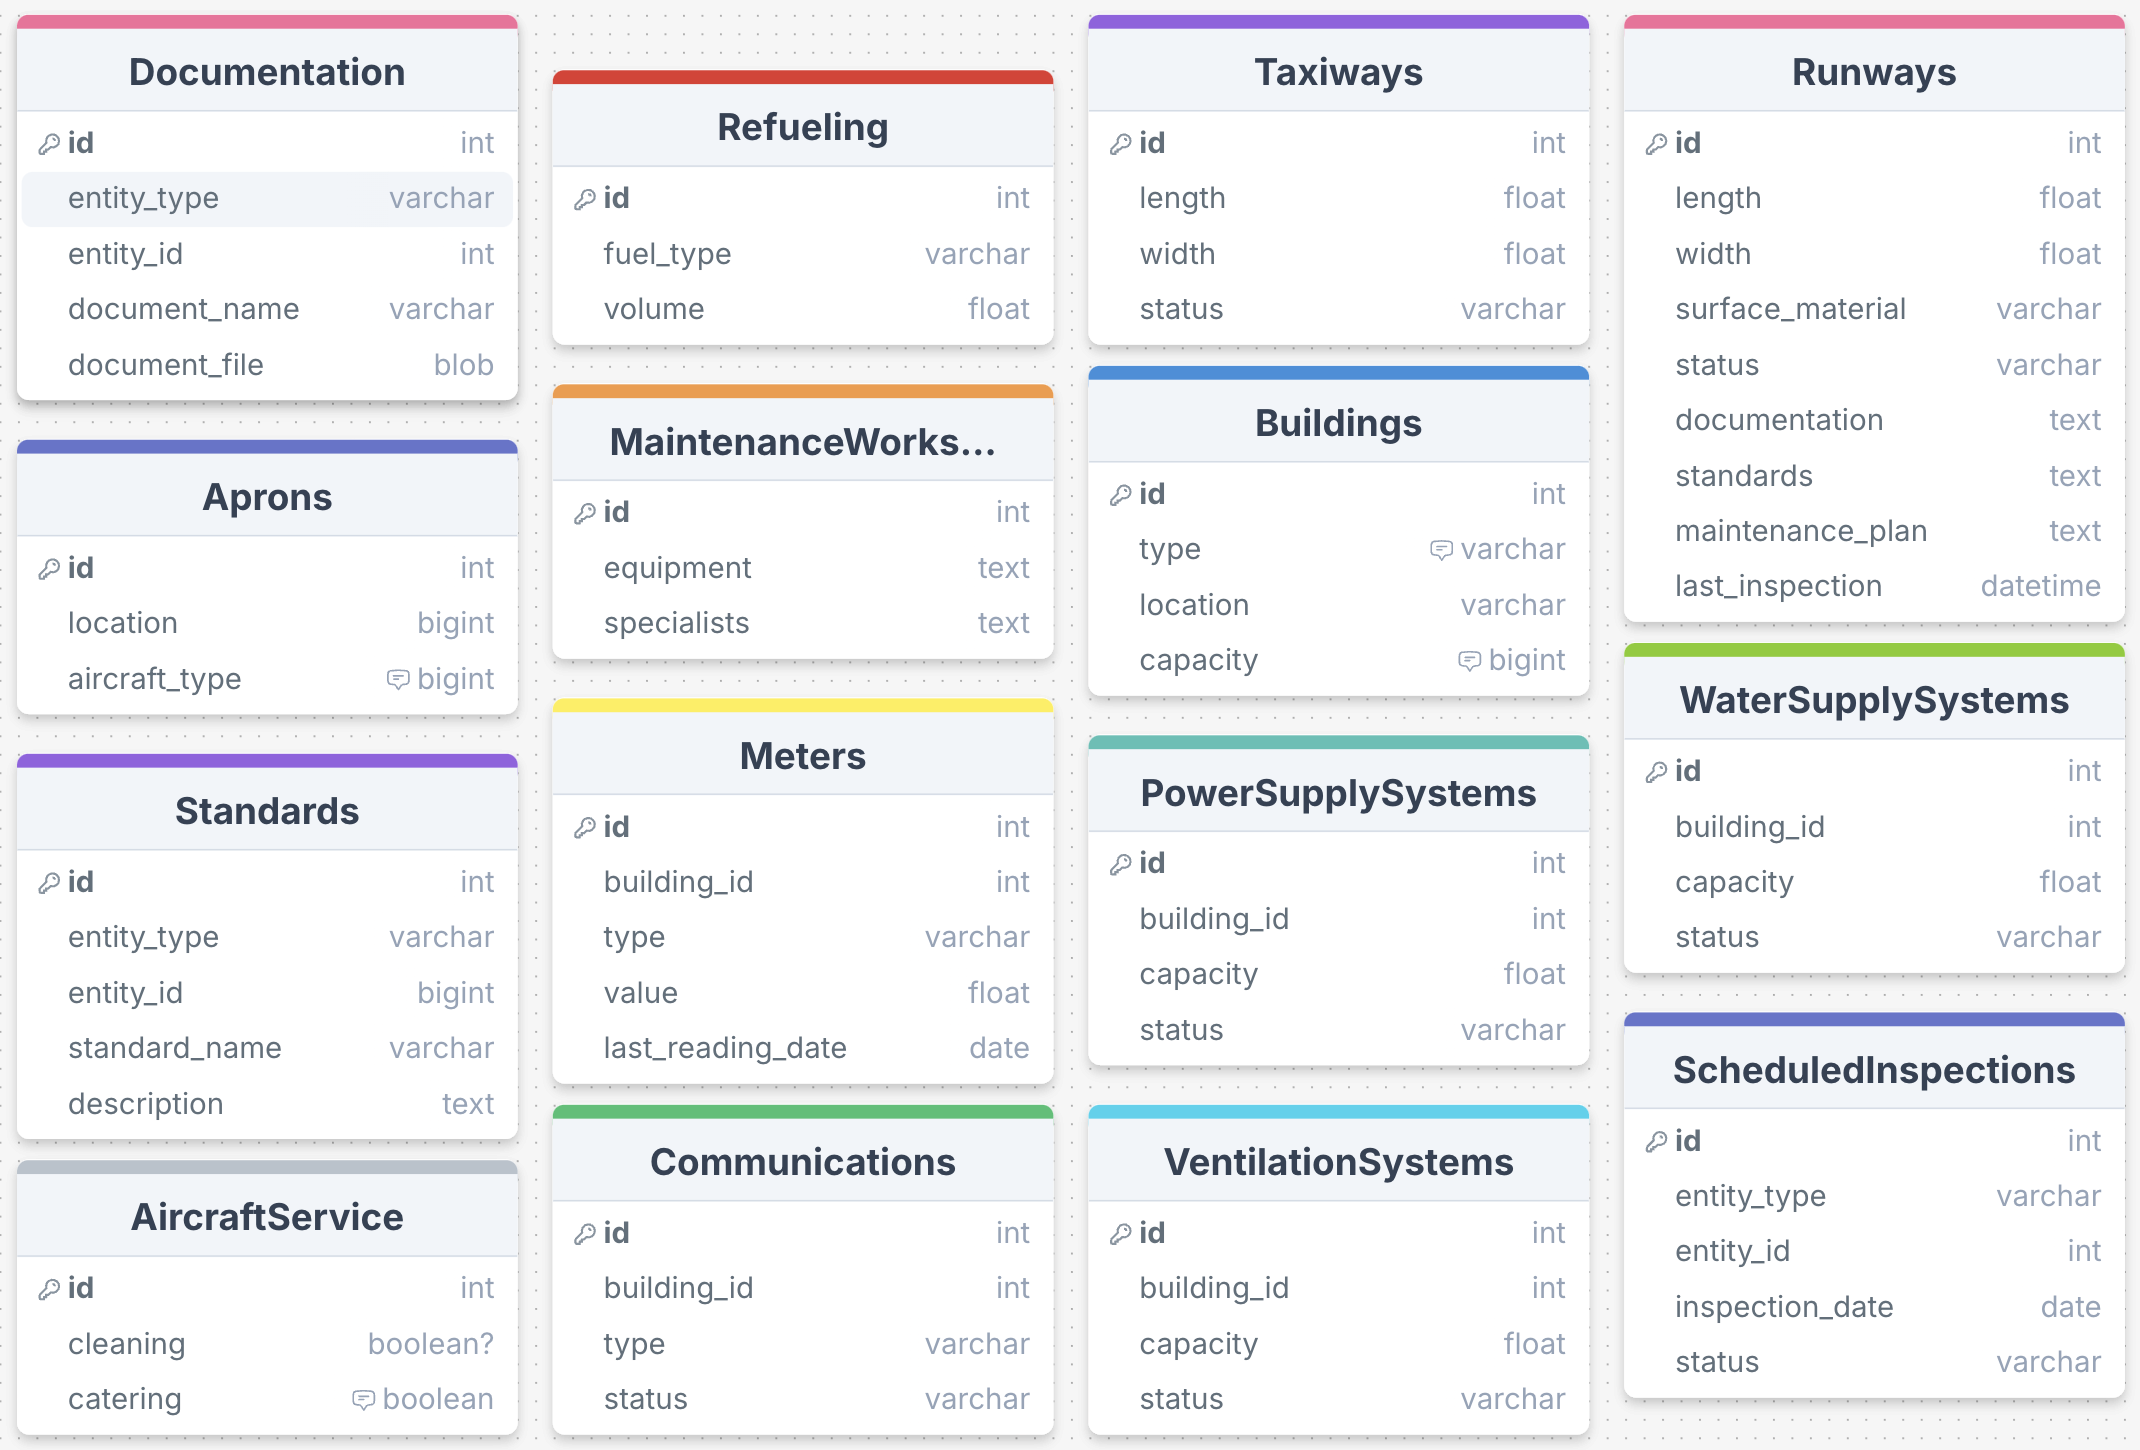 Documentation
id int
entity_type varchar
entity_id int
document_name varchar
document_file blob
Aprons
id int
location bigint
aircraft_type bigint
Standards
id int
entity_type varchar
entity_id bigint
standard_name varchar
description text
AircraftService
id int
cleaning boolean?
catering boolean
Refueling
id int
fuel_type varchar
volume float
MaintenanceWorks...
id int
equipment text
specialists text
Meters
id int
building_id int
type varchar
value float
last_reading_date date
Communications
id int
building_id int
type varchar
status varchar
Taxiways
id int
length float
width float
status varchar
Buildings
id int
type varchar
location varchar
capacity bigint
PowerSupplySystems
id int
building_id int
capacity float
status varchar
VentilationSystems
id int
building_id int
capacity float
status varchar
Runways
id int
length float
width float
surface_material varchar
status varchar
documentation text
standards text
maintenance_plan text
last_inspection datetime
WaterSupplySystems
id int
building_id int
capacity float
status varchar
ScheduledInspections
id int
entity_type varchar
entity_id int
inspection_date date
status varchar